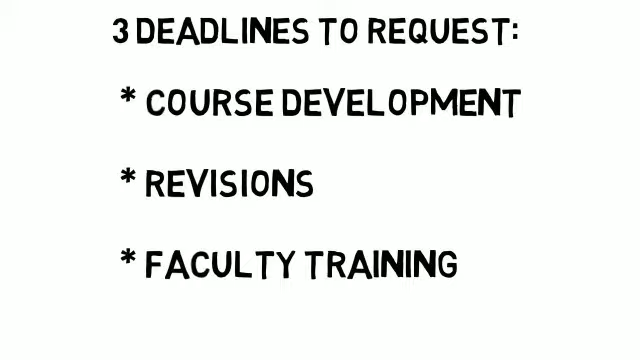 3 DEADLINES TO REQUEST:
* COURSE DEVELOPMENT
* REVISIONS
* FACULTY TRAINING